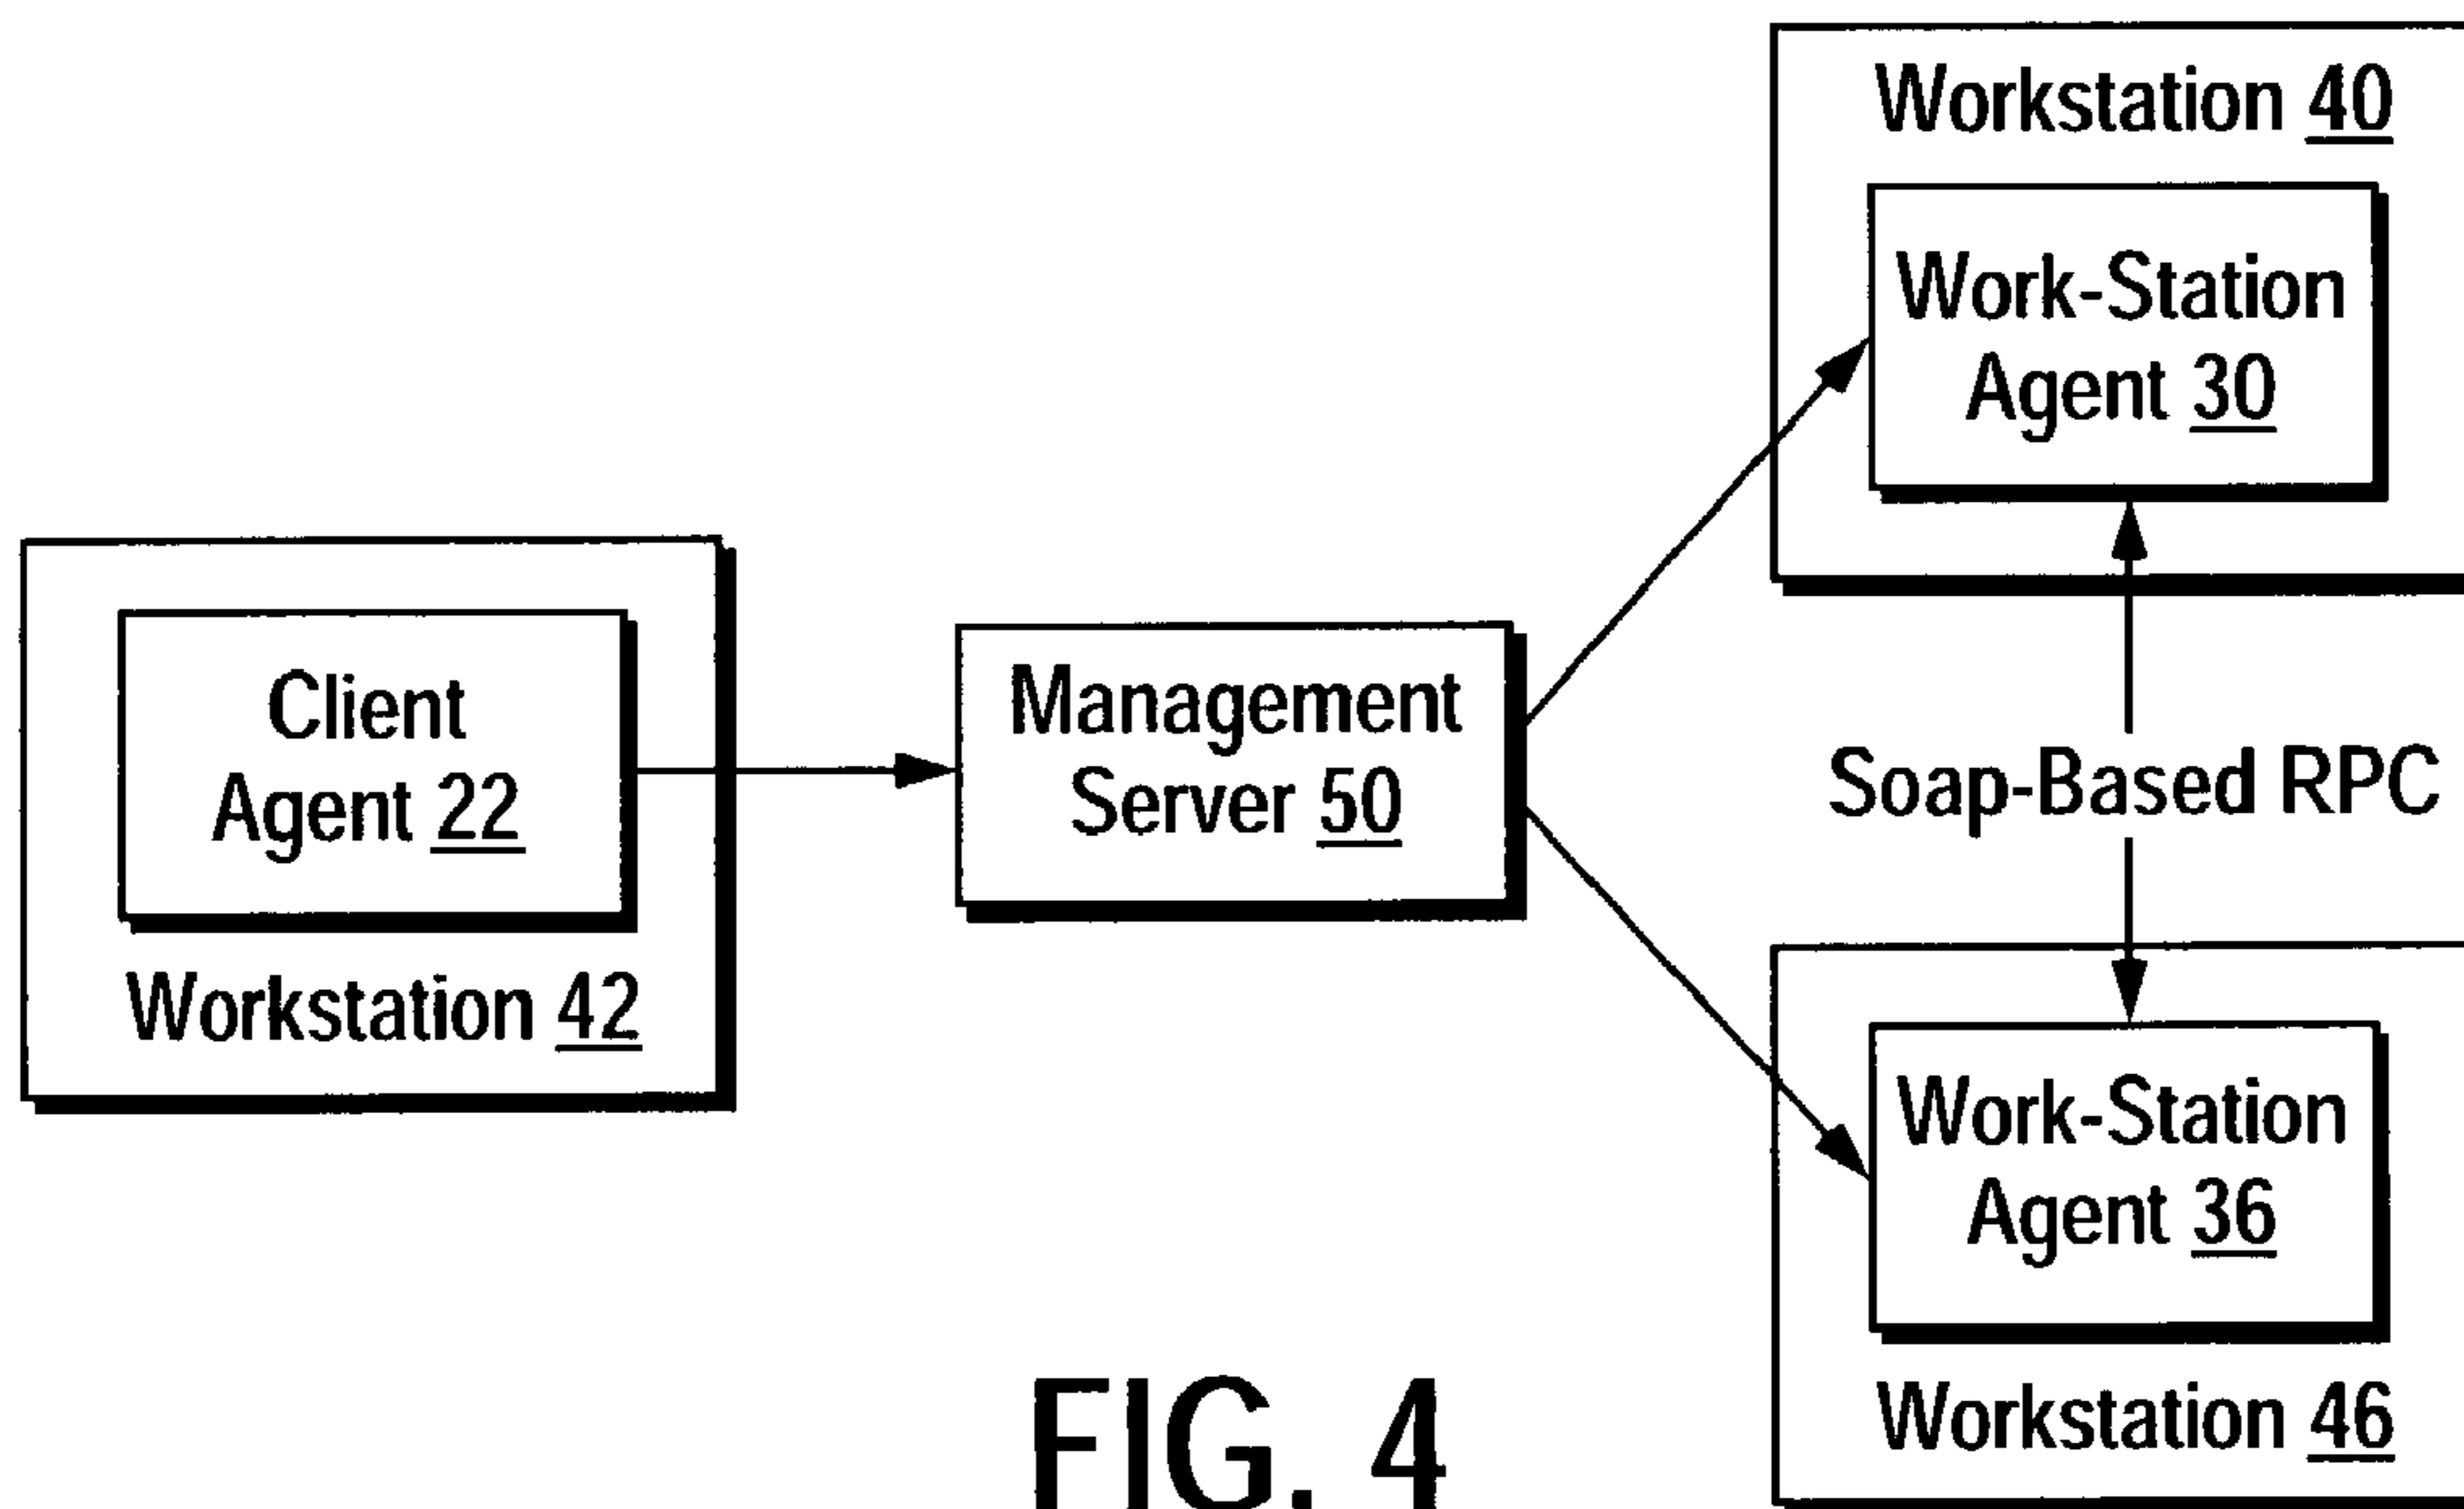 Workstation 40
Work-Station
Agent 30
Client
Agent 22
Workstation 42
Management
Server 50
Soap-Based RPC
Work-Station
Agent 36
Workstation 46
FIG. 4